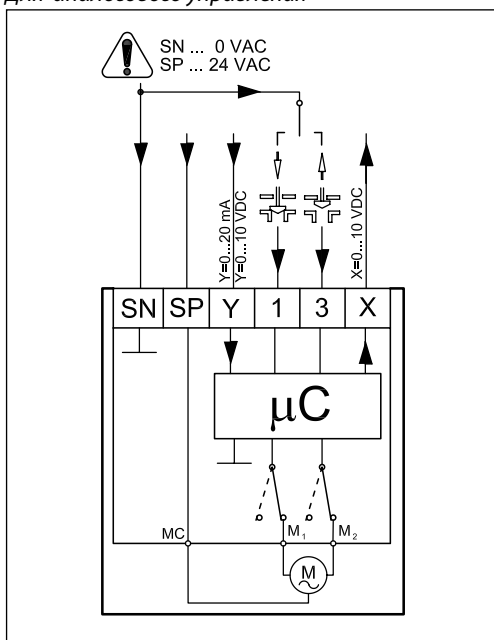 для аналогового управления
SN ... 0 VAC
SP ... 24 VAC
Y=0...20 mA
Y=0...10 VDC
X=0...10 VDC
SN SP Y 1 3 X
µC
MC M₁ M₂
M